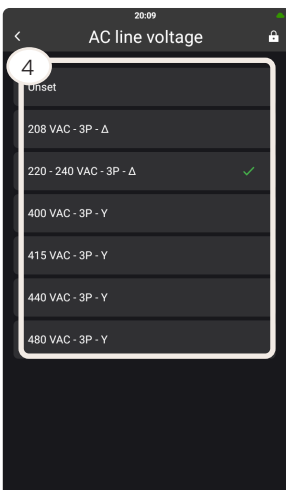 20:09
AC line voltage
4
Unset
208 VAC - 3P - Δ
220 - 240 VAC - 3P - Δ
400 VAC - 3P - Y
415 VAC - 3P - Y
440 VAC - 3P - Y
480 VAC - 3P - Y